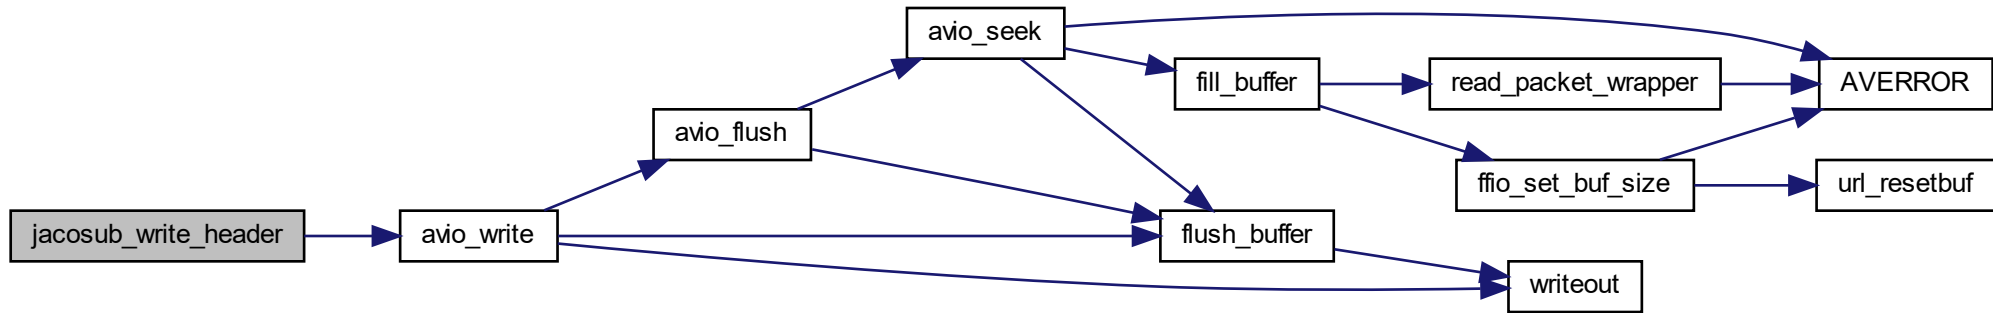 jacosub_write_header
avio_write
avio_flush
avio_seek
fill_buffer
flush_buffer
read_packet_wrapper
ffio_set_buf_size
writeout
AVERROR
url_resetbuf